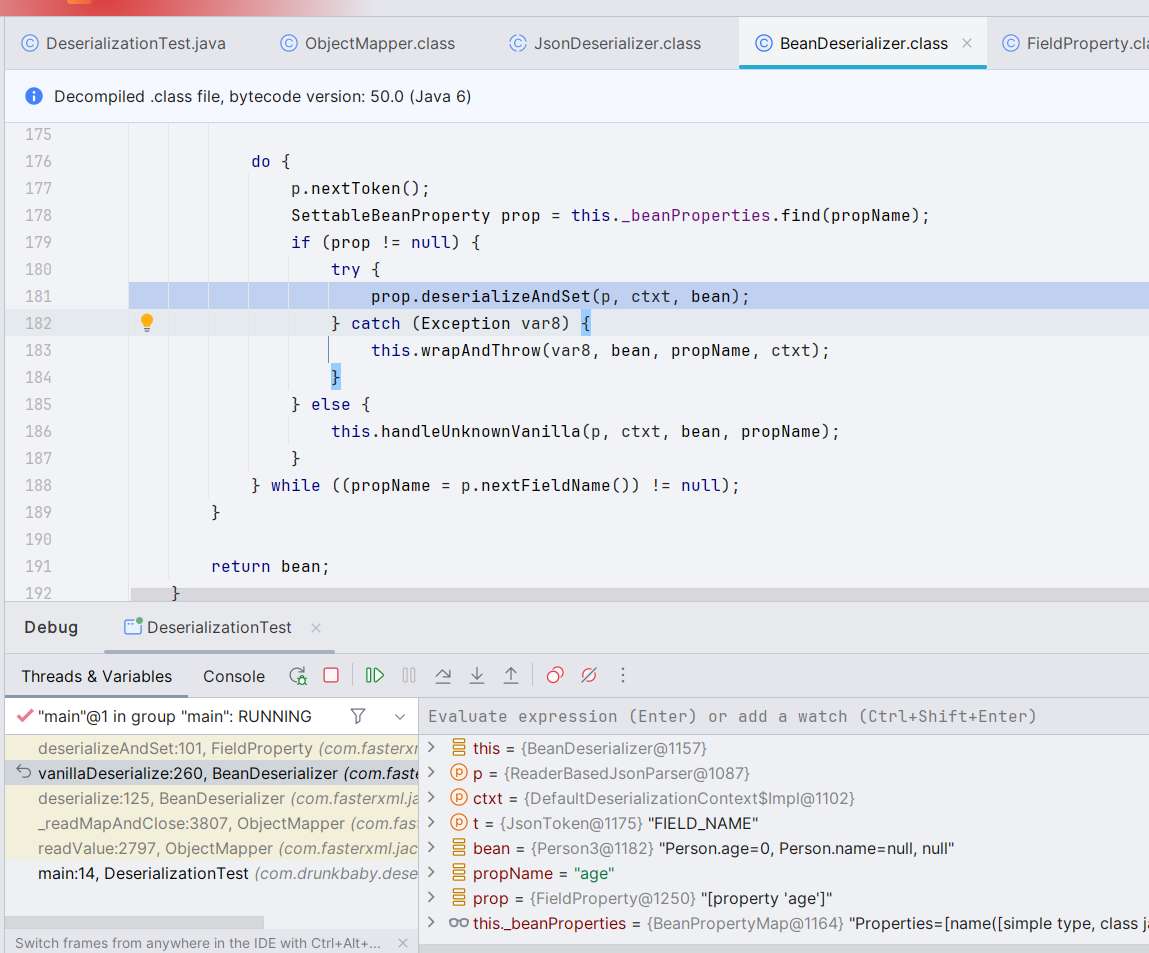 DeserializationTest.java ObjectMapper.class JsonDeserializer.class BeanDeserializer.class FieldProperty.cl
Decompiled .class file, bytecode version: 50.0 (Java 6)
175
176 do {
177 p.nextToken();
178 SettableBeanProperty prop = this._beanProperties.find(propName);
179 if (prop != null) {
180 try {
181 prop.deserializeAndSet(p, ctxt, bean);
182 } catch (Exception var8) {
183 this.wrapAndThrow(var8, bean, propName, ctxt);
184 }
185 } else {
186 this.handleUnknownVanilla(p, ctxt, bean, propName);
187 }
188 } while ((propName = p.nextFieldName()) != null);
189 }
190
191 return bean;
192 }
Debug DeserializationTest
Threads & Variables Console
"main"@1 in group "main": RUNNING
Evaluate expression (Enter) or add a watch (Ctrl+Shift+Enter)
deserializeAndSet:101, FieldProperty (com.fasterxr
vanillaDeserialize:260, BeanDeserializer (com.faste
deserialize:125, BeanDeserializer (com.fasterxml.ja
_readMapAndClose:3807, ObjectMapper (com.fas
readValue:2797, ObjectMapper (com.fasterxml.jac
main:14, DeserializationTest (com.drunkbaby.dese
this = {BeanDeserializer@1157}
p = {ReaderBasedJsonParser@1087}
ctxt = {DefaultDeserializationContext$Impl@1102}
t = {JsonToken@1175} "FIELD_NAME"
bean = {Person3@1182} "Person.age=0, Person.name=null, null"
propName = "age"
prop = {FieldProperty@1250} "[property 'age']"
this._beanProperties = {BeanPropertyMap@1164} "Properties=[name([simple type, class ja
Switch frames from anywhere in the IDE with Ctrl+Alt+...